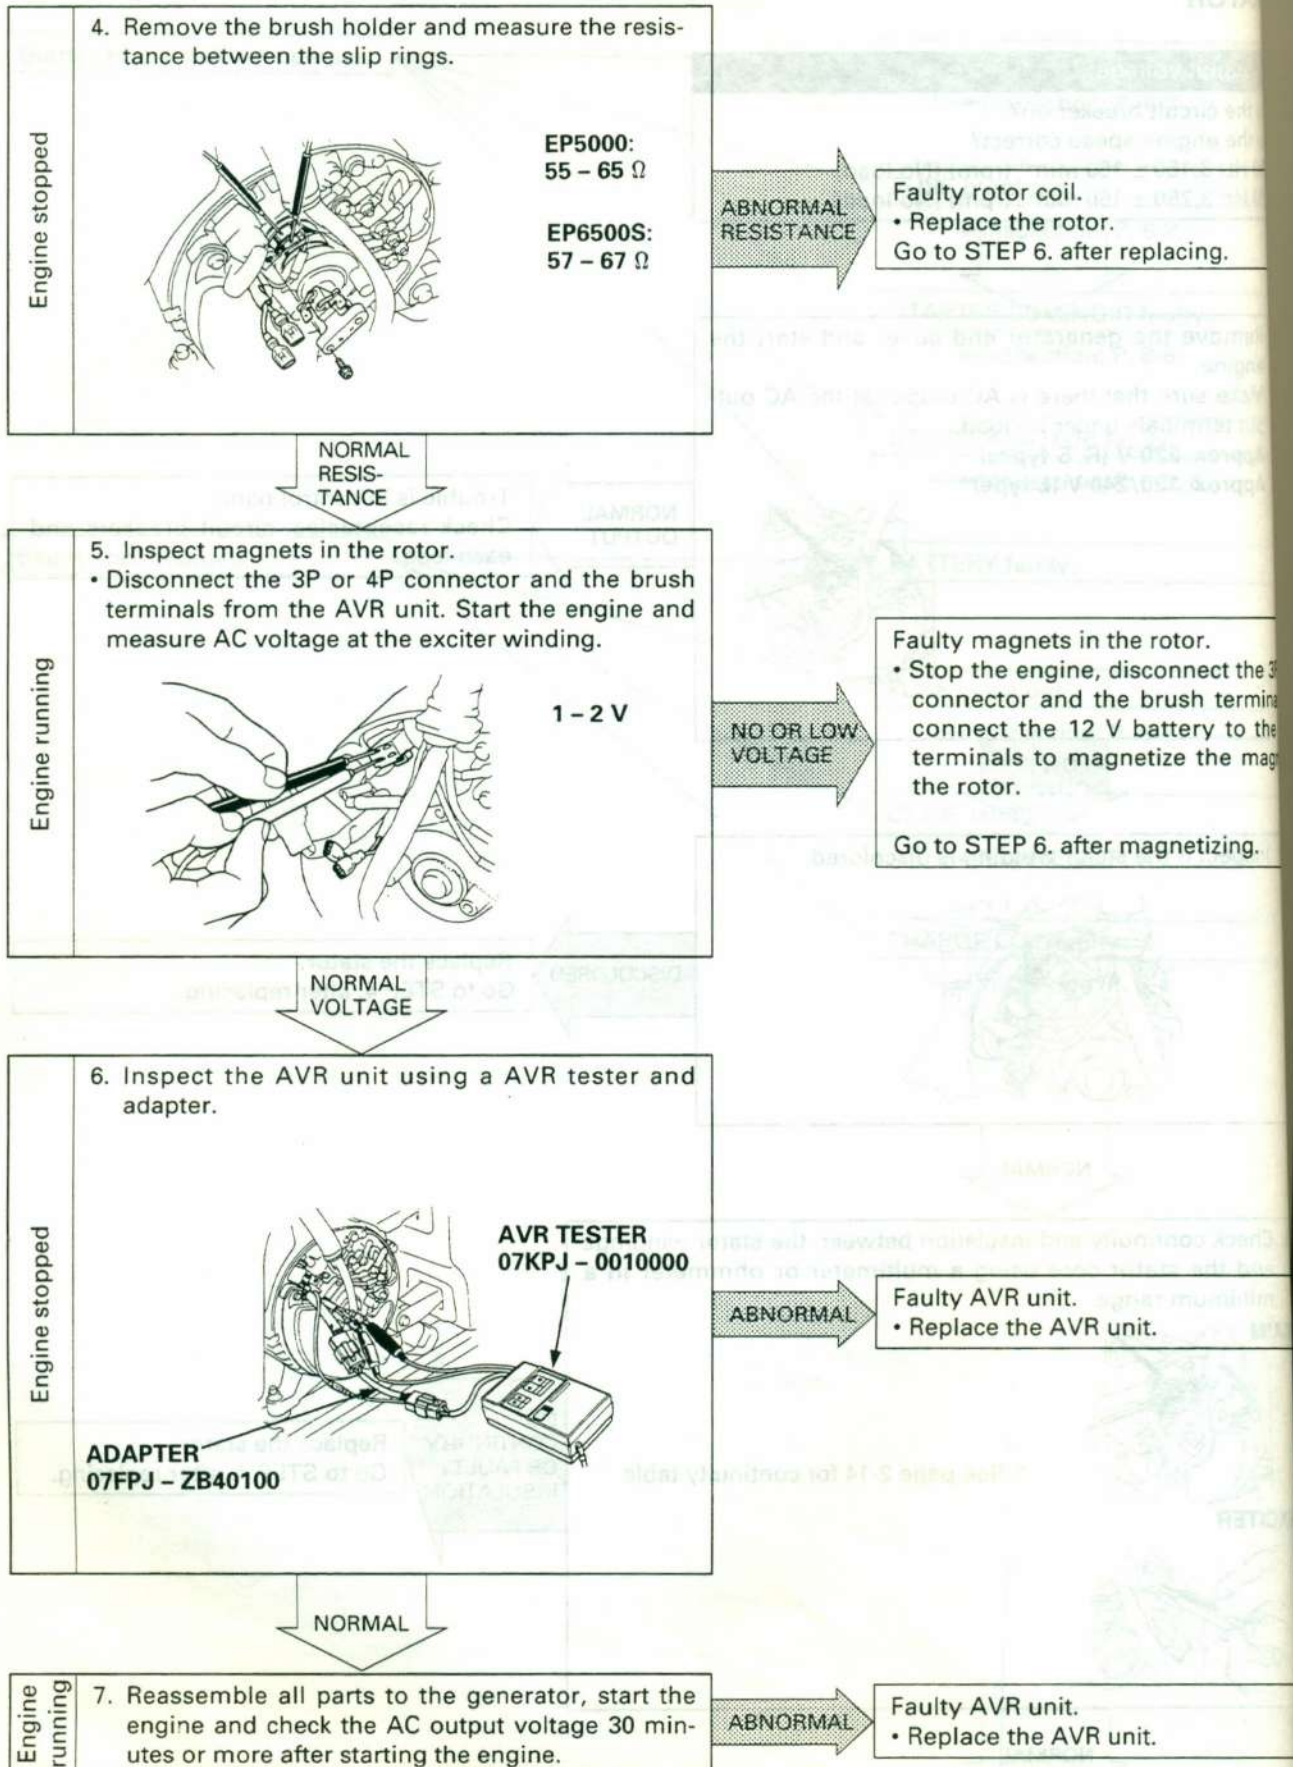 4. Remove the brush holder and measure the resis-
tance between the slip rings.
Engine stopped
EP5000:
55 – 65 Ω
EP6500S:
57 – 67 Ω
ABNORMAL
RESISTANCE
Faulty rotor coil.
• Replace the rotor.
Go to STEP 6. after replacing.
NORMAL
RESIS-
TANCE
5. Inspect magnets in the rotor.
• Disconnect the 3P or 4P connector and the brush
terminals from the AVR unit. Start the engine and
measure AC voltage at the exciter winding.
Engine running
1 – 2 V
NO OR LOW
VOLTAGE
Faulty magnets in the rotor.
• Stop the engine, disconnect the
connector and the brush
connect the 12 V battery to the
terminals to magnetize the
the rotor.
Go to STEP 6. after magnetizing.
NORMAL
VOLTAGE
6. Inspect the AVR unit using a AVR tester and
adapter.
Engine stopped
AVR TESTER
07KPJ – 0010000
ADAPTER
07FPJ – ZB40100
ABNORMAL
Faulty AVR unit.
• Replace the AVR unit.
NORMAL
Engine
running
7. Reassemble all parts to the generator, start the
engine and check the AC output voltage 30 min-
utes or more after starting the engine.
ABNORMAL
Faulty AVR unit.
• Replace the AVR unit.